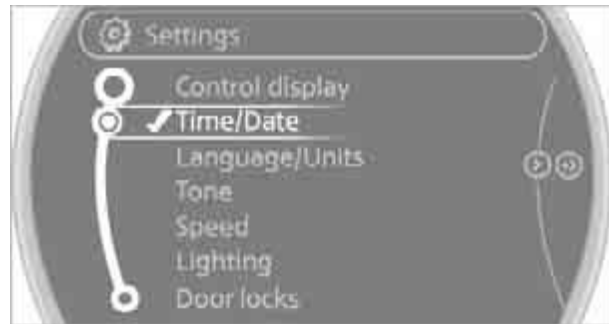 Settings
Control display
Time/Date
Language/Units
Tone
Speed
Lighting
Door locks